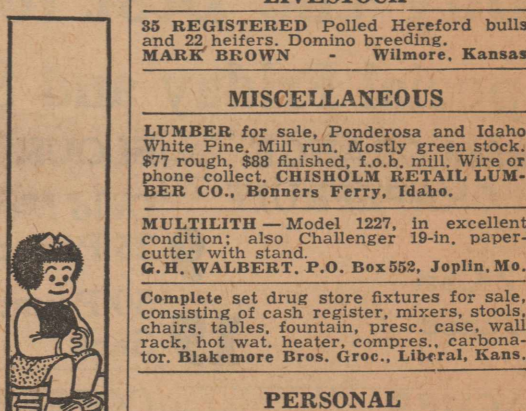 LIVESTOCK
35 REGISTERED Polled Hereford bulls
and 22 heifers. Domino breeding.
MARK BROWN - Wilmore, Kansas
MISCELLANEOUS
LUMBER for sale, Ponderosa and Idaho
White Pine. Mill run. Mostly green stock.
$77 rough, $88 finished, f.o.b. mill. Wire or
phone collect. CHISHOLM RETAIL LUM-
BER CO., Bonners Ferry, Idaho.
MULTILITH — Model 1227, in excellent
condition; also Challenger 19-in. paper-
cutter with stand.
G.H. WALBERT, P.O. Box 552, Joplin, Mo.
Complete set drug store fixtures for sale,
consisting of cash register, mixers, stools,
chairs, tables, fountain, presc. case, wall
rack, hot wat. heater, compres., carbona-
tor. Blakemore Bros. Groc., Liberal, Kans.
PERSONAL